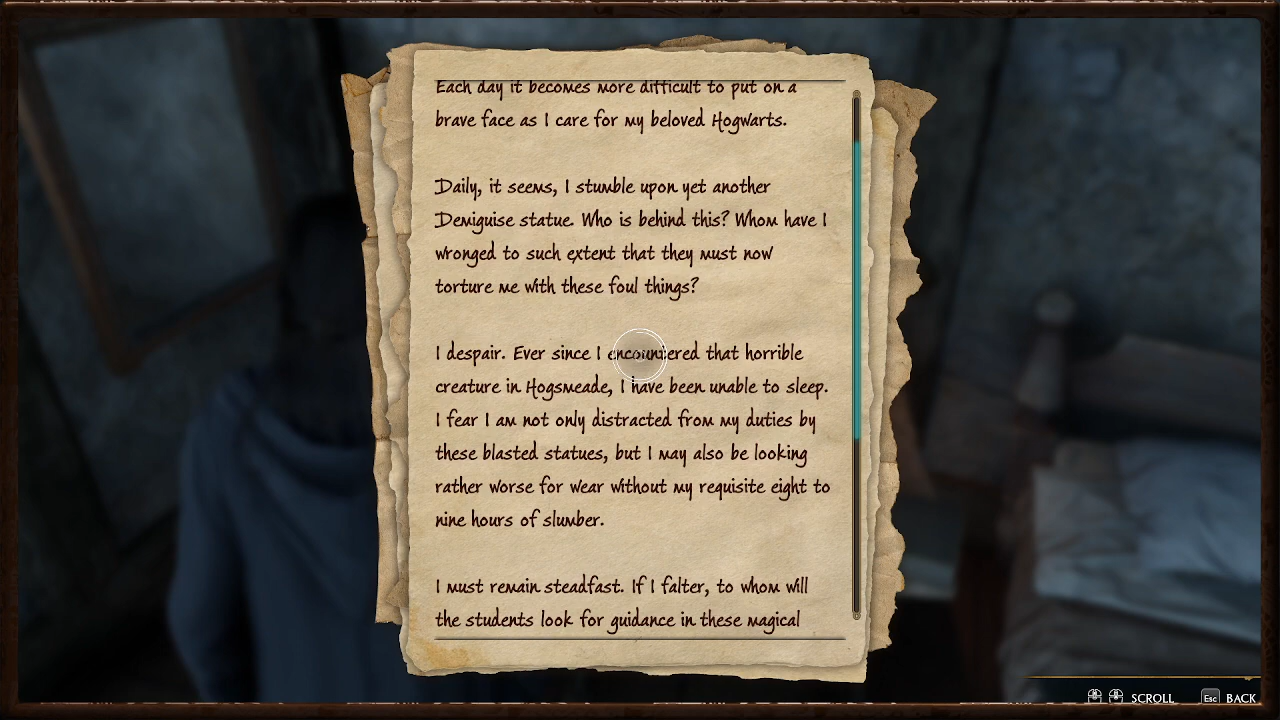 Each day it becomes more difficult to put on a
brave face as I care for my beloved Hogwarts.
Daily, it seems, I stumble upon yet another
Demiguise statue. Who is behind this? Whom have I
wronged to such extent that they must now
torture me with these foul things?
I despair. Ever since I encountered that horrible
creature in Hogsmeade, I have been unable to sleep.
I fear I am not only distracted from my duties by
these blasted statues, but I may also be looking
rather worse for wear without my requisite eight to
nine hours of slumber.
I must remain steadfast. If I falter, to whom will
the students look for guidance in these magical
SCROLL Esc BACK